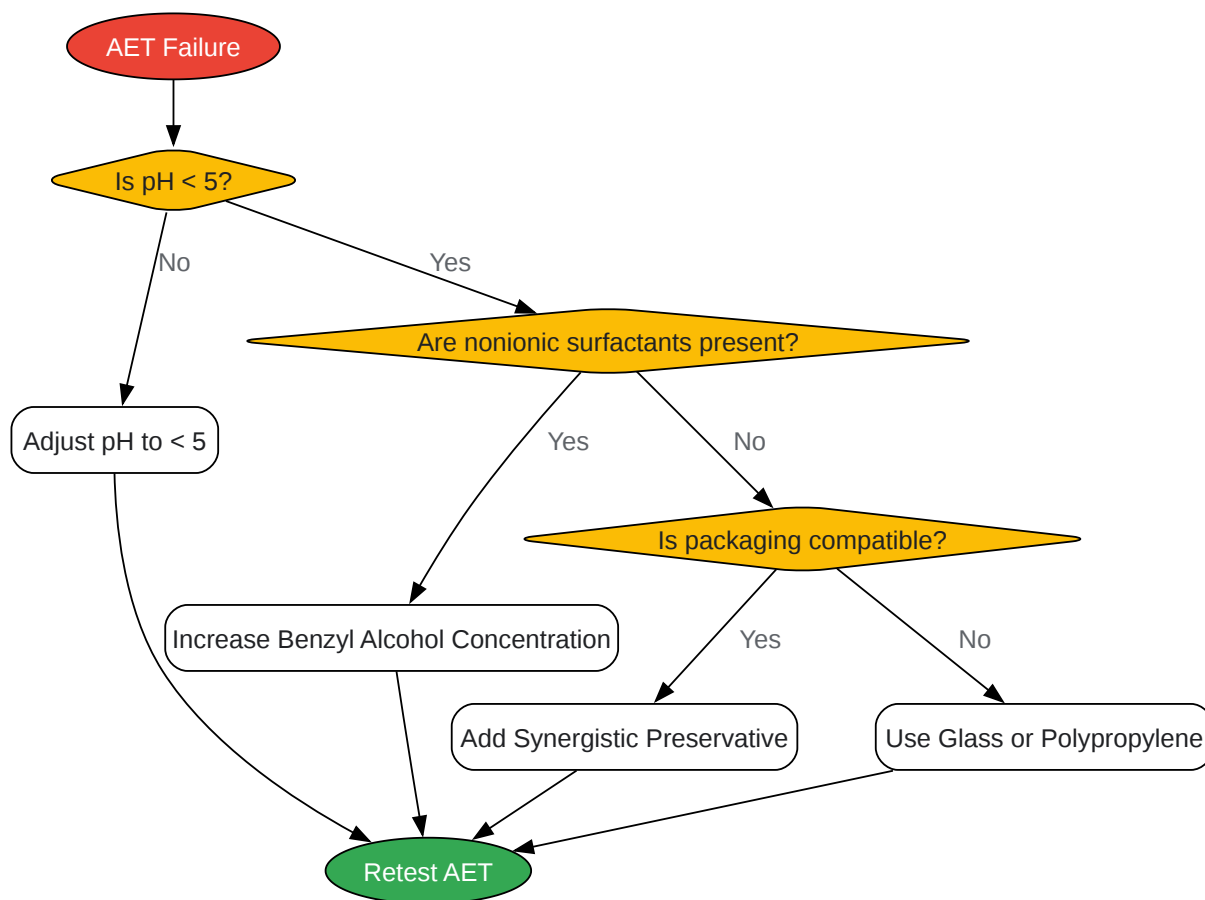 AET Failure
Is pH < 5?
No
Yes
Are nonionic surfactants present?
Adjust pH to < 5
Yes
No
Is packaging compatible?
Increase Benzyl Alcohol Concentration
Yes
No
Add Synergistic Preservative
Use Glass or Polypropylene
Retest AET